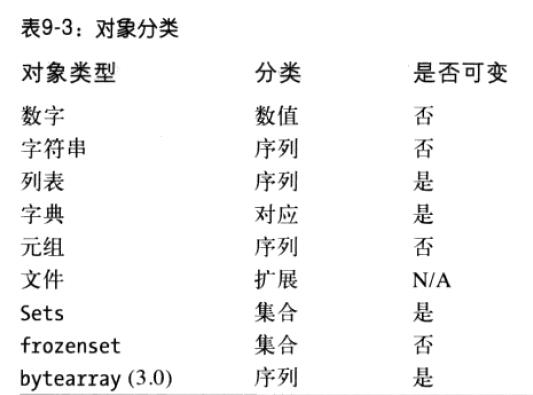 表9-3：对象分类
对象类型 分类 是否可变
数字 数值 否
字符串 序列 否
列表 序列 是
字典 对应 是
元组 序列 否
文件 扩展 N/A
Sets 集合 是
frozenset 集合 否
bytearray (3.0) 序列 是